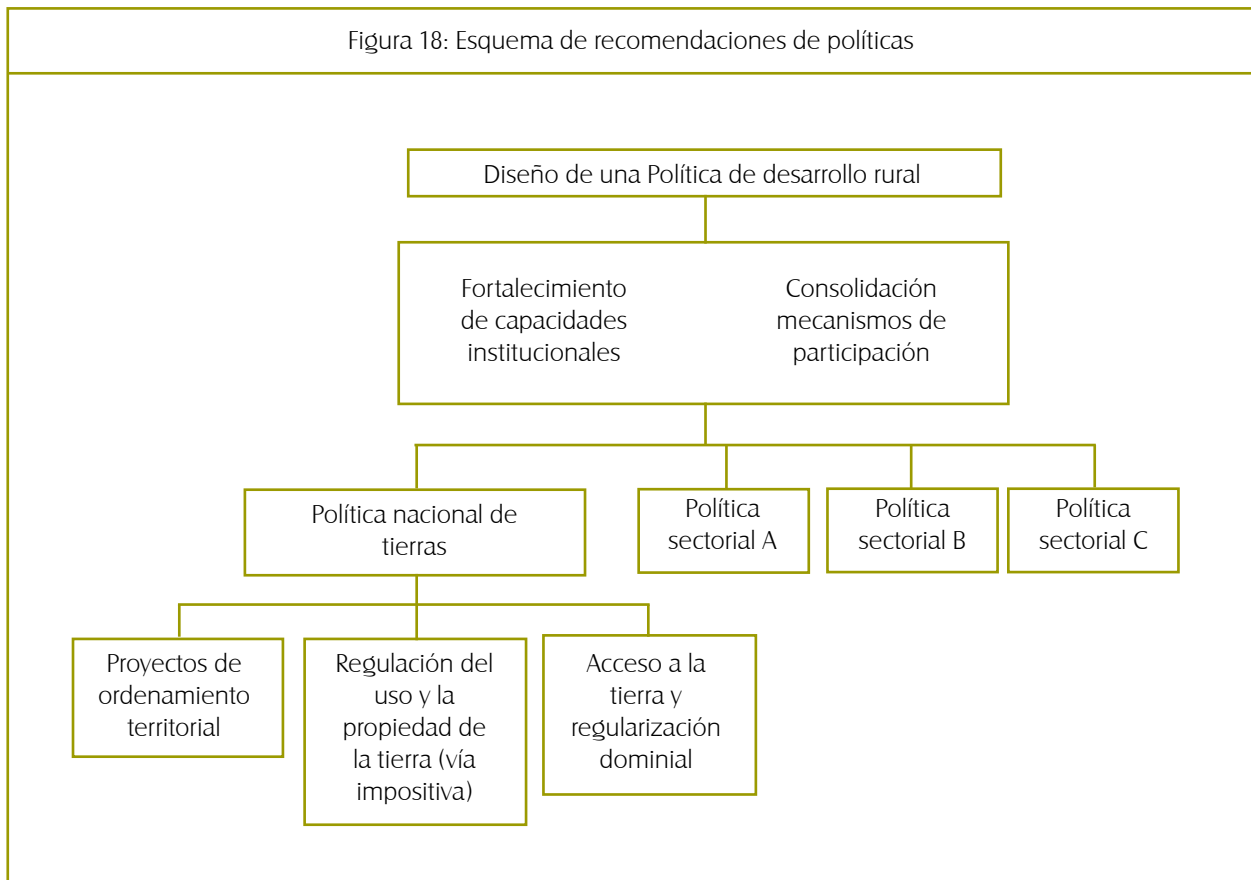 Figura 18: Esquema de recomendaciones de políticas
Diseño de una Política de desarrollo rural
Fortalecimiento
de capacidades
institucionales
Consolidación
mecanismos de
participación
Política nacional de
tierras
Política
sectorial A
Política
sectorial B
Política
sectorial C
Proyectos de
ordenamiento
territorial
Regulación del
uso y la
propiedad de
la tierra (vía
impositiva)
Acceso a la
tierra y
regularización
dominial